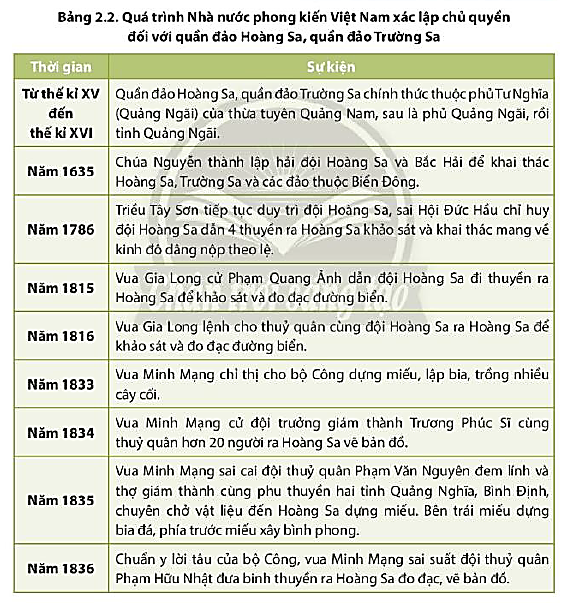 Bảng 2.2. Quá trình Nhà nước phong kiến Việt Nam xác lập chủ quyền
đối với quần đảo Hoàng Sa, quần đảo Trường Sa
Thời gian
Sự kiện
Từ thế kỉ XV
đến
thế kỉ XVI
Quần đảo Hoàng Sa, quần đảo Trường Sa chính thức thuộc phủ Tư Nghĩa
(Quảng Ngãi) của thừa tuyên Quảng Nam, sau là phủ Quảng Ngãi, rồi
tỉnh Quảng Ngãi.
Năm 1635
Chúa Nguyễn thành lập hải đội Hoàng Sa và Bắc Hải để khai thác
Hoàng Sa, Trường Sa và các đảo thuộc Biển Đông.
Năm 1786
Triều Tây Sơn tiếp tục duy trì đội Hoàng Sa, sai Hội Đức Hầu chỉ huy
đội Hoàng Sa dẫn 4 thuyền ra Hoàng Sa khảo sát và khai thác mang về
kinh đô dâng nộp theo lệ.
Năm 1815
Vua Gia Long cử Phạm Quang Ảnh dẫn đội Hoàng Sa đi thuyền ra
Hoàng Sa để khảo sát và đo đạc đường biển.
Năm 1816
Vua Gia Long lệnh cho thuỷ quân cùng đội Hoàng Sa ra Hoàng Sa để
khảo sát và đo đạc đường biển.
Năm 1833
Vua Minh Mạng chỉ thị cho bộ Công dựng miếu, lập bia, trồng nhiều
cây cối.
Năm 1834
Vua Minh Mạng cử đội trưởng giám thành Trương Phúc Sĩ cùng
thuỷ quân hơn 20 người ra Hoàng Sa vẽ bản đồ.
Năm 1835
Vua Minh Mạng sai cai đội thuỷ quân Phạm Văn Nguyên đem lính và
thợ giám thành cùng phu thuyền hai tỉnh Quảng Nghĩa, Bình Định,
chuyên chở vật liệu đến Hoàng Sa dựng miếu. Bên trái miếu dựng
bia đá, phía trước miếu xây bình phong.
Năm 1836
Chuẩn y lời tâu của bộ Công, vua Minh Mạng sai suất đội thuỷ quân
Phạm Hữu Nhật đưa binh thuyền ra Hoàng Sa đo đạc, vẽ bản đồ.
Chân trời sáng tạo